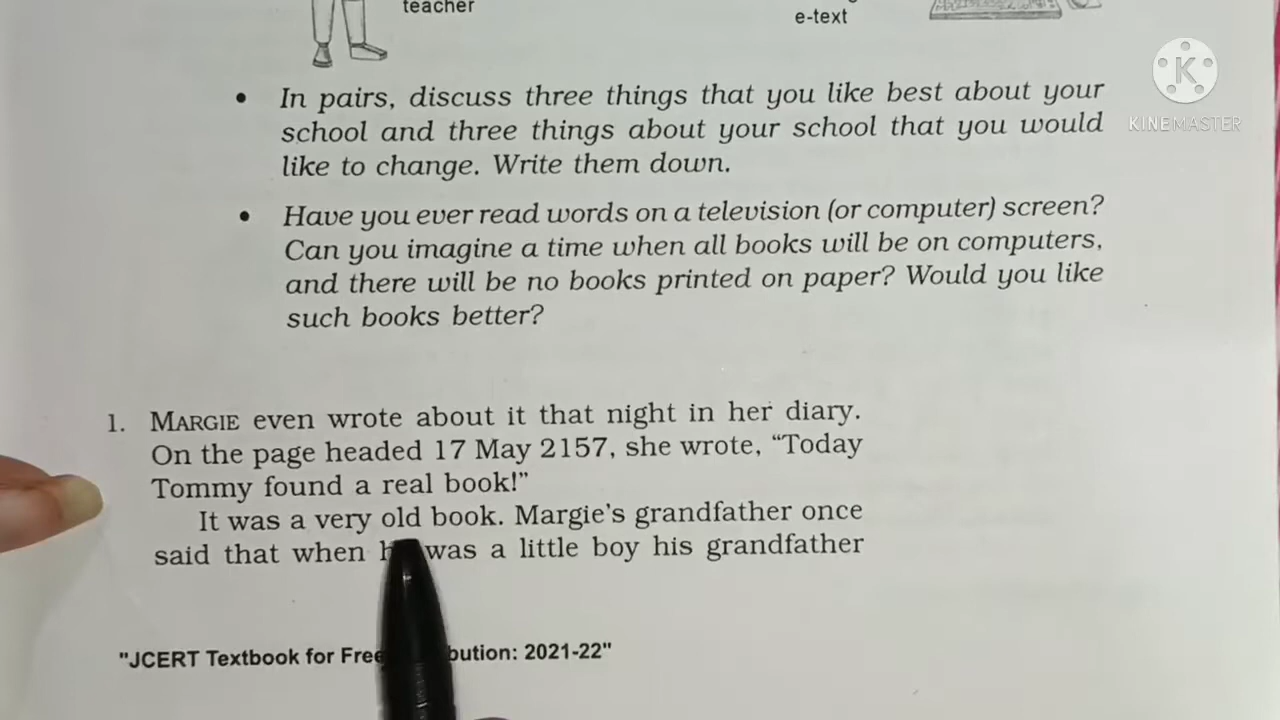 teacher
e-text
K
KINEMASTER
• In pairs, discuss three things that you like best about your
school and three things about your school that you would
like to change. Write them down.
• Have you ever read words on a television (or computer) screen?
Can you imagine a time when all books will be on computers,
and there will be no books printed on paper? Would you like
such books better?
1. MARGIE even wrote about it that night in her diary.
On the page headed 17 May 2157, she wrote, “Today
Tommy found a real book!”
It was a very old book. Margie's grandfather once
said that when was a little boy his grandfather
"JCERT Textbook for : 2021-22"